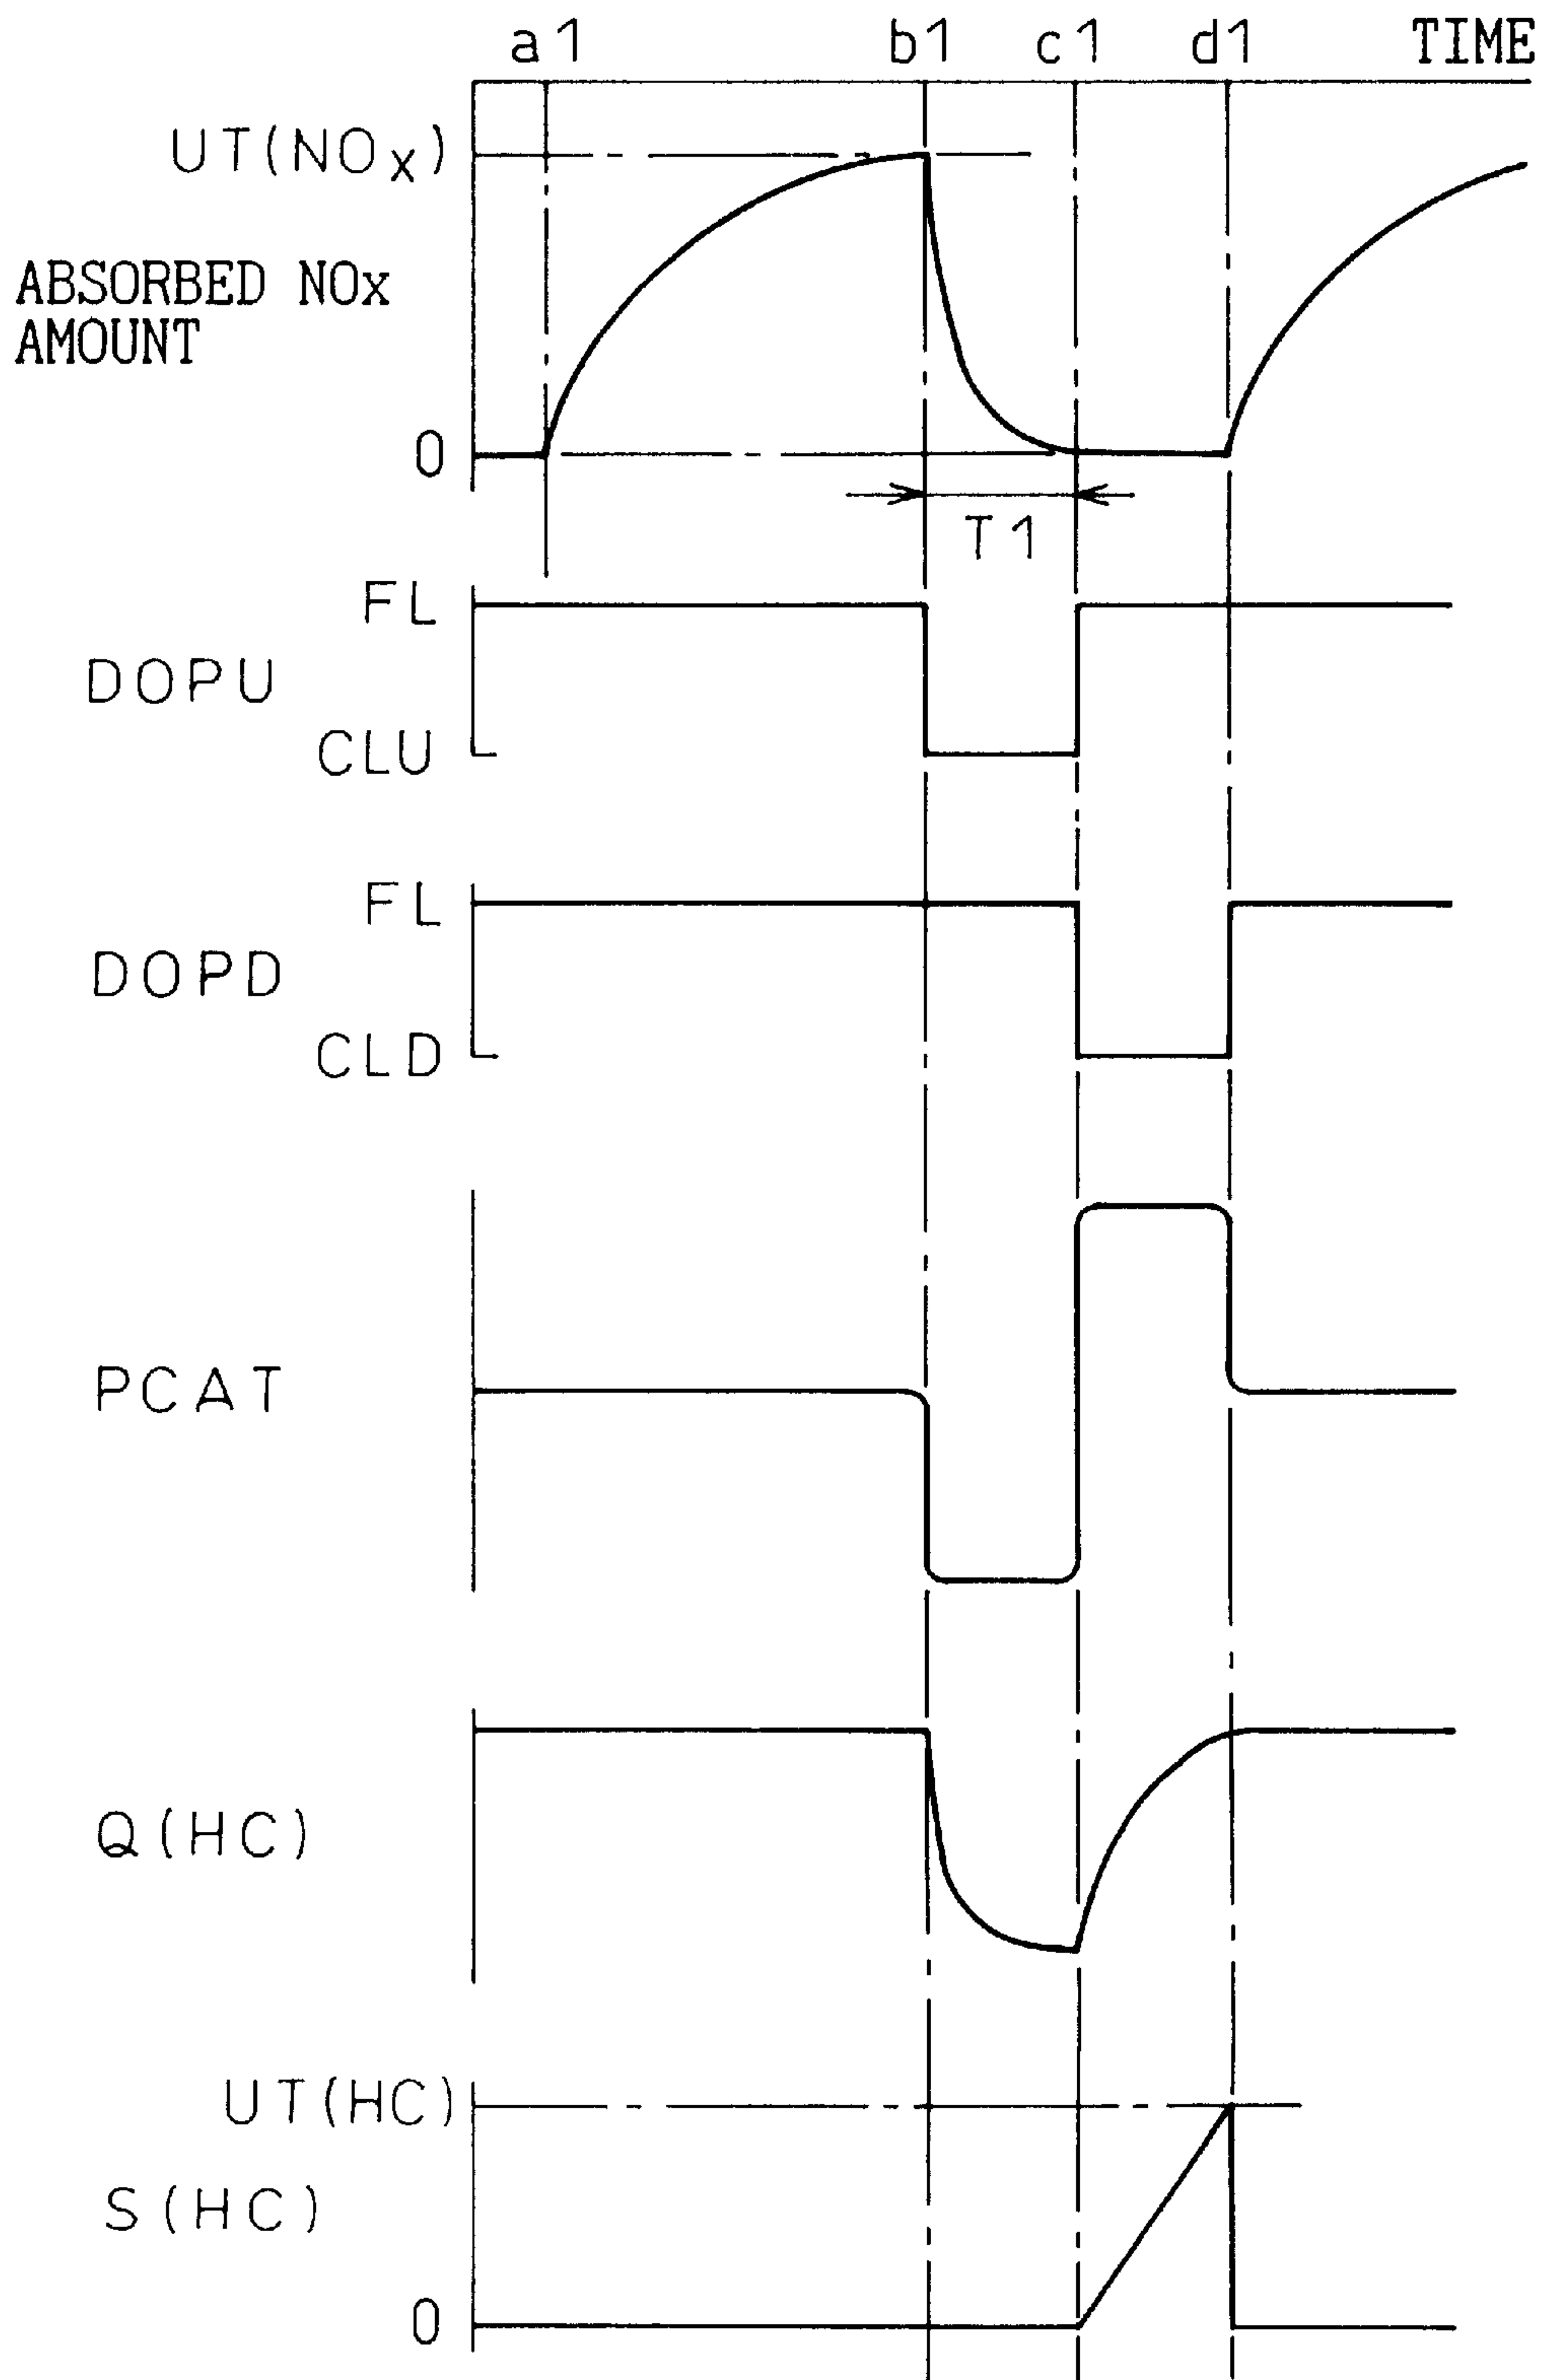 a1 b1 c1 d1 TIME
UT(NOx)
ABSORBED NOx
AMOUNT
0
T1
FL
DOPU
CLU
FL
DOPD
CLD
PCAT
Q(HC)
UT(HC)
S(HC)
0